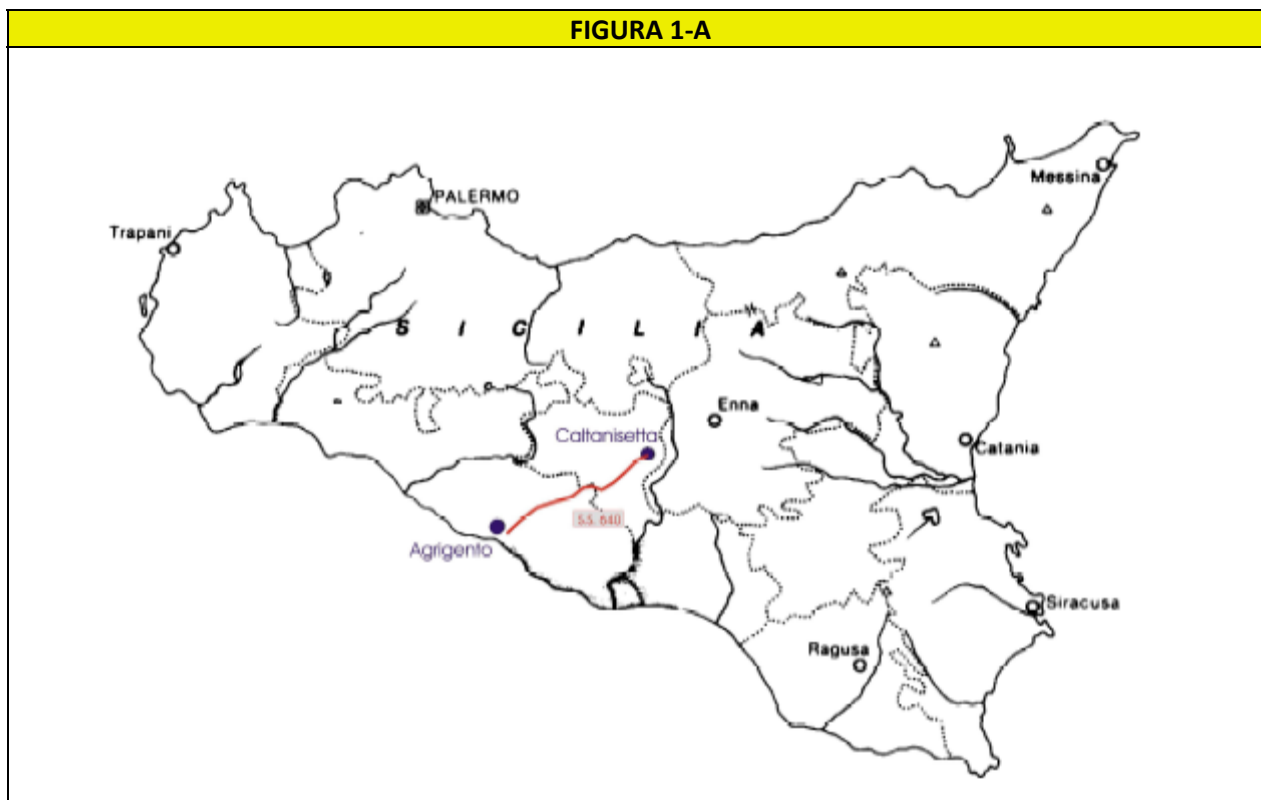 FIGURA 1-A
Messina
PALERMO
Trapani
S I C I L I A
Enna
Caltanisetta
Catania
S.S. 640
Agrigento
Siracusa
Ragusa